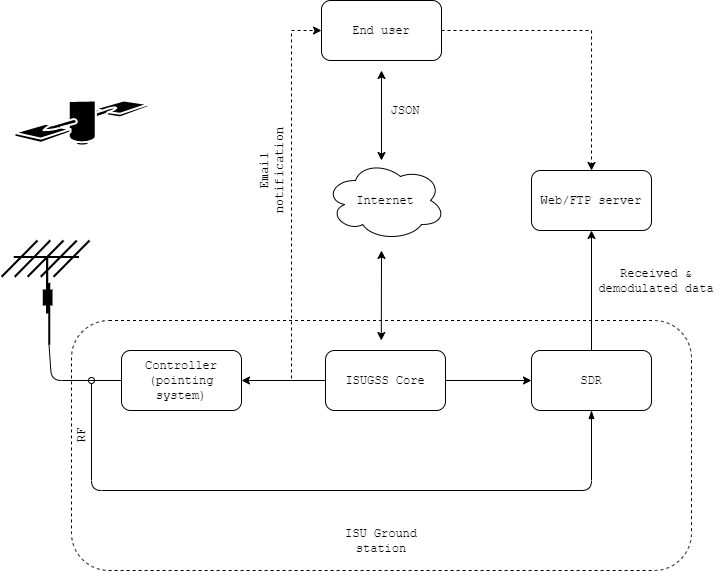 End user
JSON
Email
notification
Internet
Web/FTP server
Received &
demodulated data
Controller
(pointing
system)
ISUGSS Core
SDR
RF
ISU Ground
station